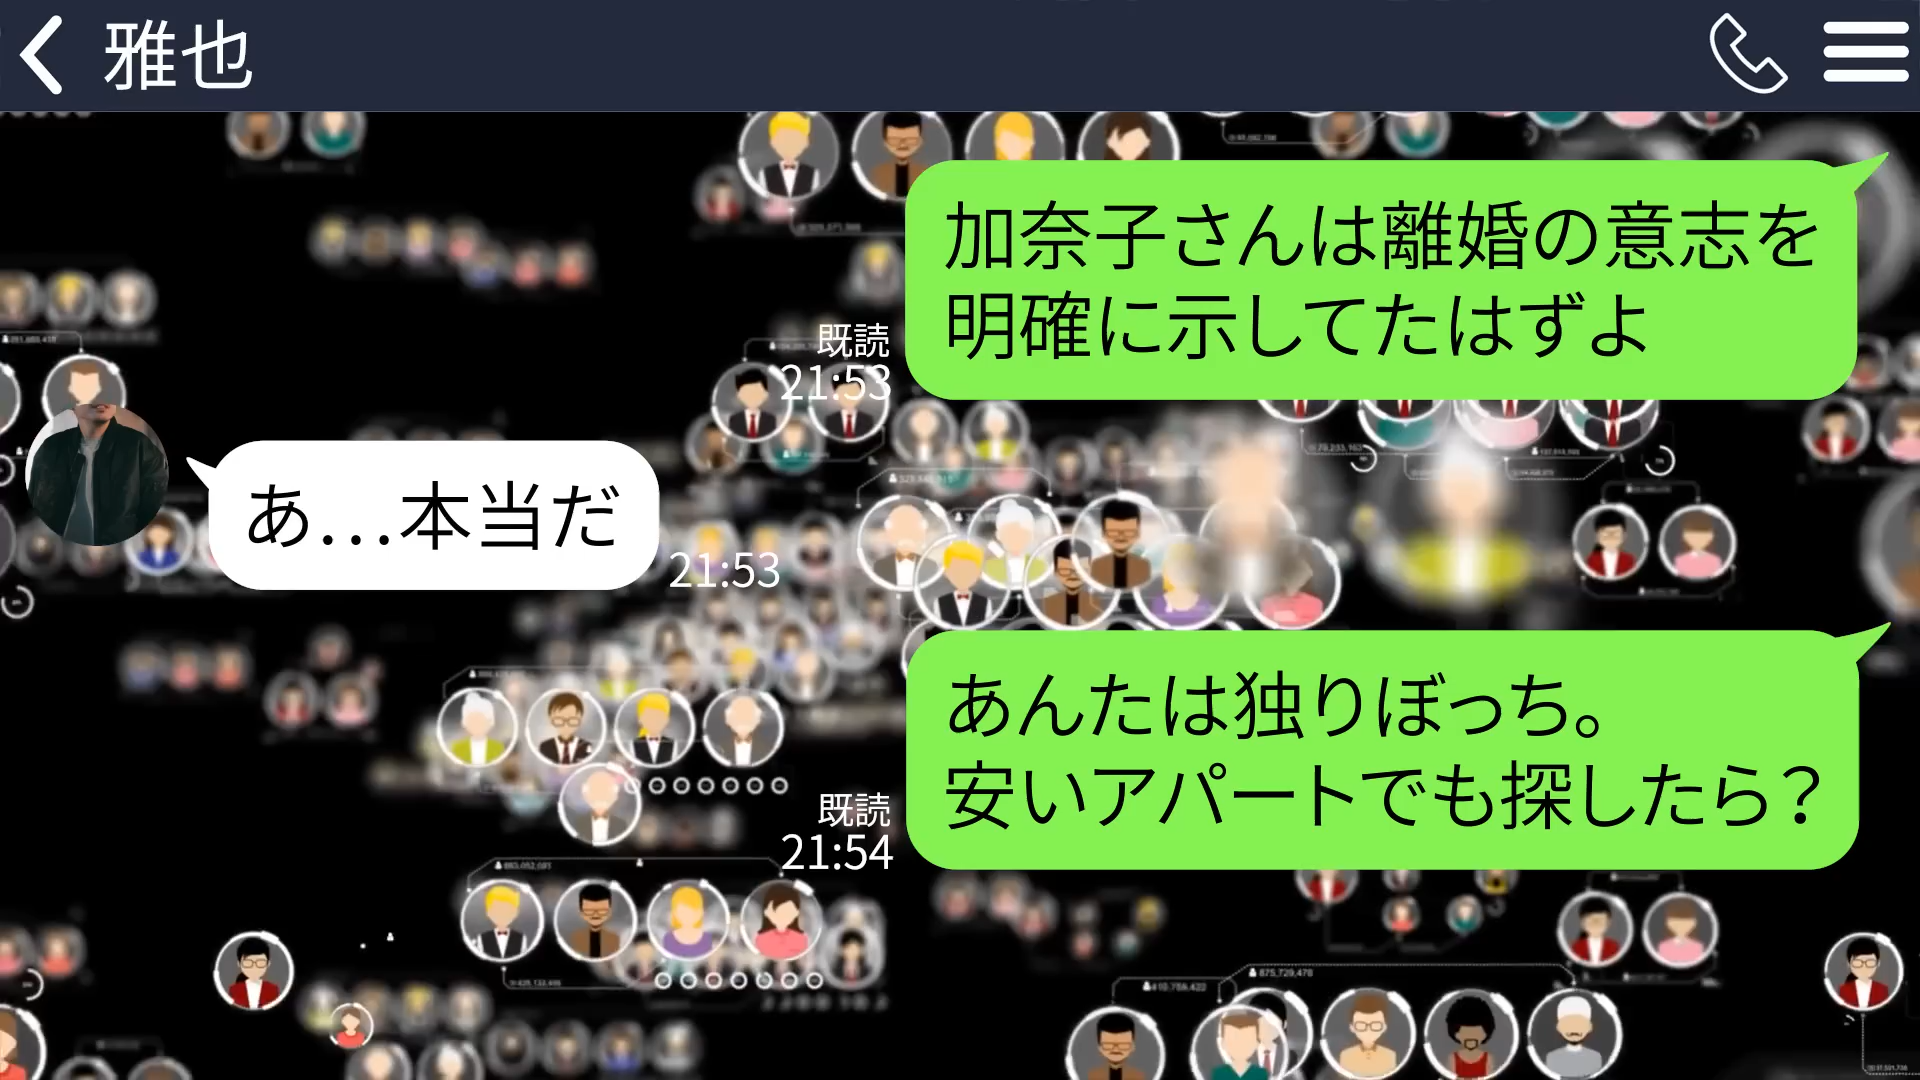 雅也
加奈子さんは離婚の意志を
明確に示してたはずよ
既読
21:53
あ…本当だ
21:53
あんたは独りぼっち。
安いアパートでも探したら？
既読
21:54
875,729,478